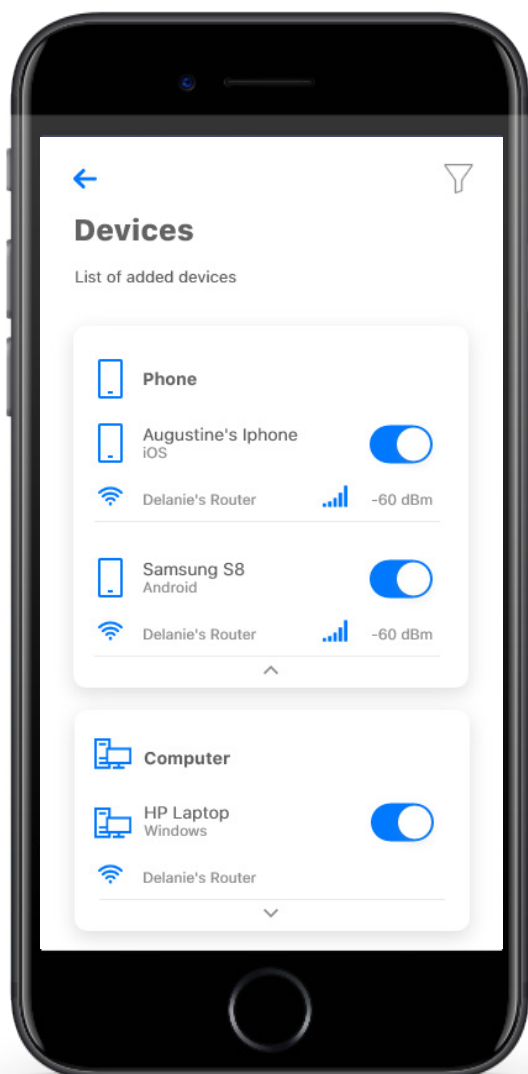 Devices
List of added devices
Phone
Augustine's Iphone
iOS
Delanie's Router -60 dBm
Samsung S8
Android
Delanie's Router -60 dBm
Computer
HP Laptop
Windows
Delanie's Router